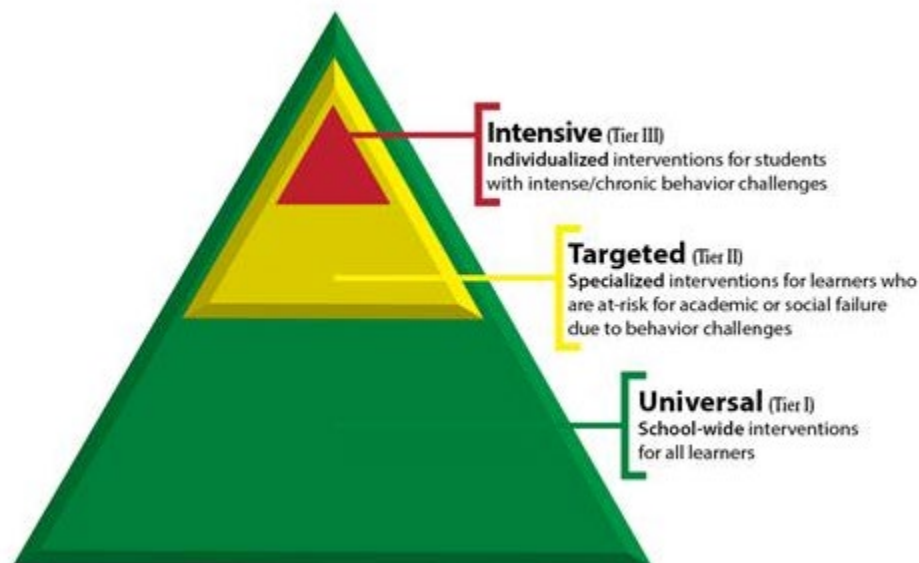 Intensive (Tier III)
Individualized interventions for students
with intense/chronic behavior challenges
Targeted (Tier II)
Specialized interventions for learners who
are at-risk for academic or social failure
due to behavior challenges
Universal (Tier I)
School-wide interventions
for all learners